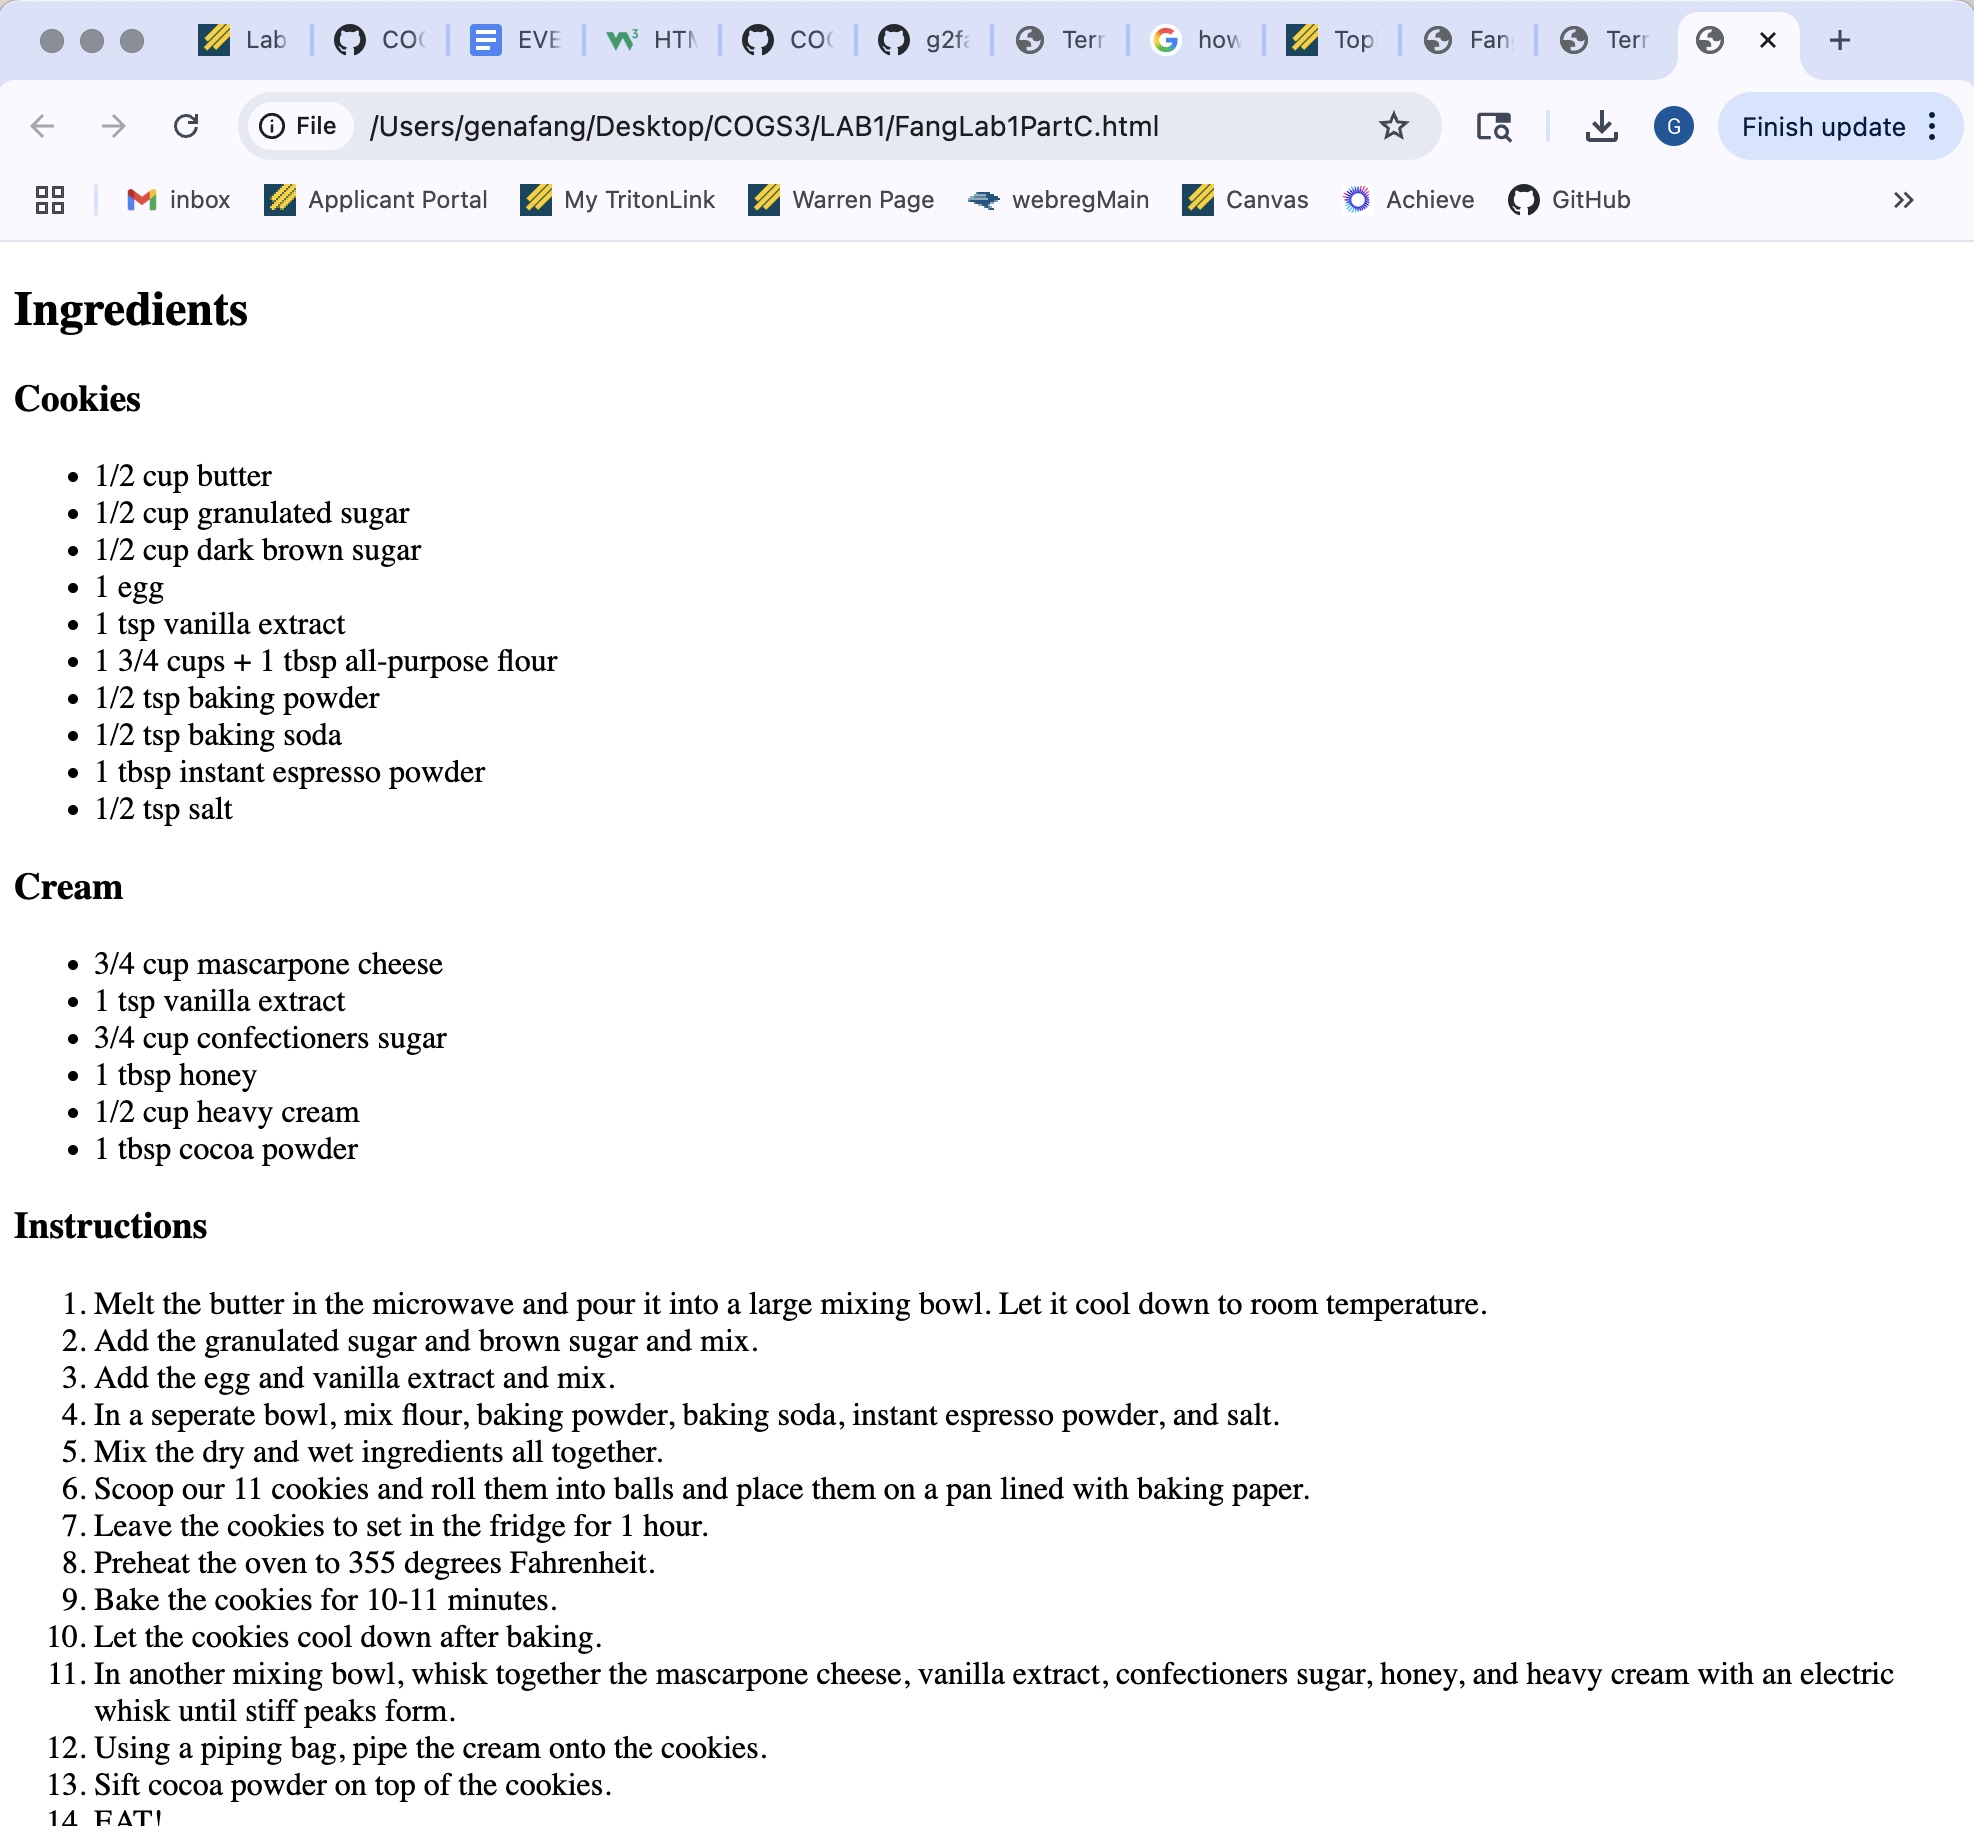 Lab
CO
EVE
HT
CO
g2f
Terr
how
Top
Fan
Terr
File
/Users/genafang/Desktop/COGS3/LAB1/FangLab1PartC.html
G
Finish update
inbox
Applicant Portal
My TritonLink
Warren Page
webregMain
Canvas
Achieve
GitHub
Ingredients
Cookies
1/2 cup butter
1/2 cup granulated sugar
1/2 cup dark brown sugar
1 egg
1 tsp vanilla extract
1 3/4 cups + 1 tbsp all-purpose flour
1/2 tsp baking powder
1/2 tsp baking soda
1 tbsp instant espresso powder
1/2 tsp salt
Cream
3/4 cup mascarpone cheese
1 tsp vanilla extract
3/4 cup confectioners sugar
1 tbsp honey
1/2 cup heavy cream
1 tbsp cocoa powder
Instructions
1. Melt the butter in the microwave and pour it into a large mixing bowl. Let it cool down to room temperature.
2. Add the granulated sugar and brown sugar and mix.
3. Add the egg and vanilla extract and mix.
4. In a seperate bowl, mix flour, baking powder, baking soda, instant espresso powder, and salt.
5. Mix the dry and wet ingredients all together.
6. Scoop our 11 cookies and roll them into balls and place them on a pan lined with baking paper.
7. Leave the cookies to set in the fridge for 1 hour.
8. Preheat the oven to 355 degrees Fahrenheit.
9. Bake the cookies for 10-11 minutes.
10. Let the cookies cool down after baking.
11. In another mixing bowl, whisk together the mascarpone cheese, vanilla extract, confectioners sugar, honey, and heavy cream with an electric
whisk until stiff peaks form.
12. Using a piping bag, pipe the cream onto the cookies.
13. Sift cocoa powder on top of the cookies.
14. EAT!